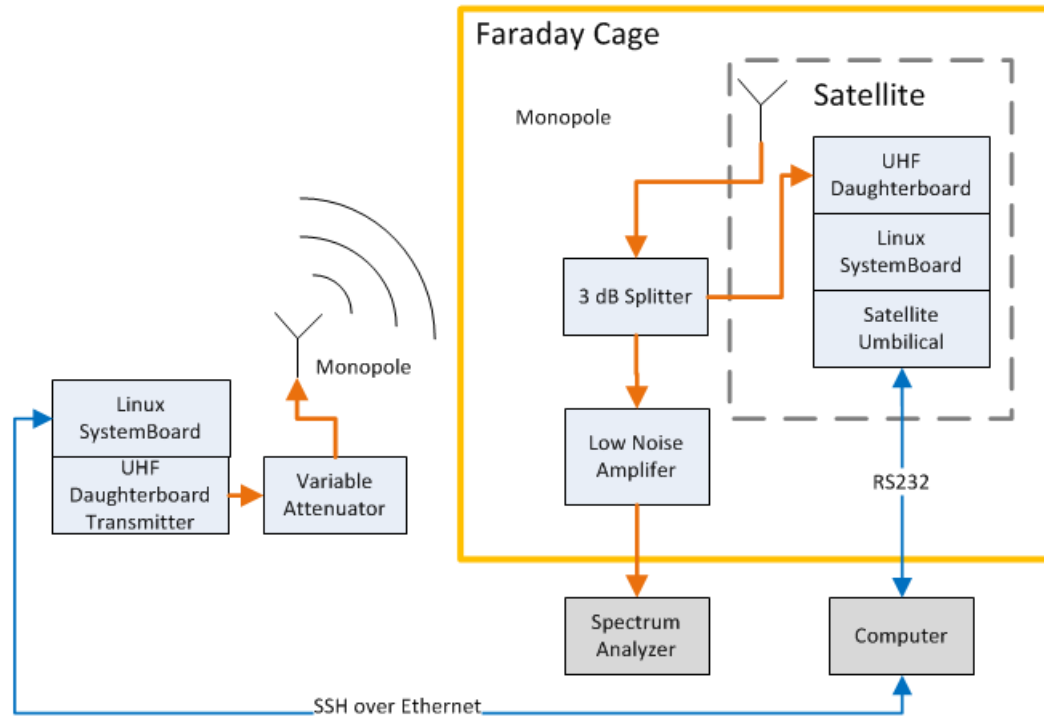 Faraday Cage
Satellite
Monopole
UHF
Daughterboard
Linux
SystemBoard
Satellite
Umbilical
3 dB Splitter
Monopole
Linux
SystemBoard
UHF
Daughterboard
Transmitter
Variable
Attenuator
Low Noise
Amplifer
RS232
Spectrum
Analyzer
Computer
SSH over Ethernet